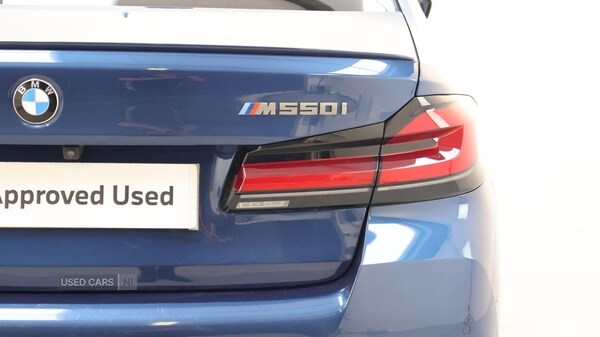 BMW
M550i
Approved Used
USED CARS NI